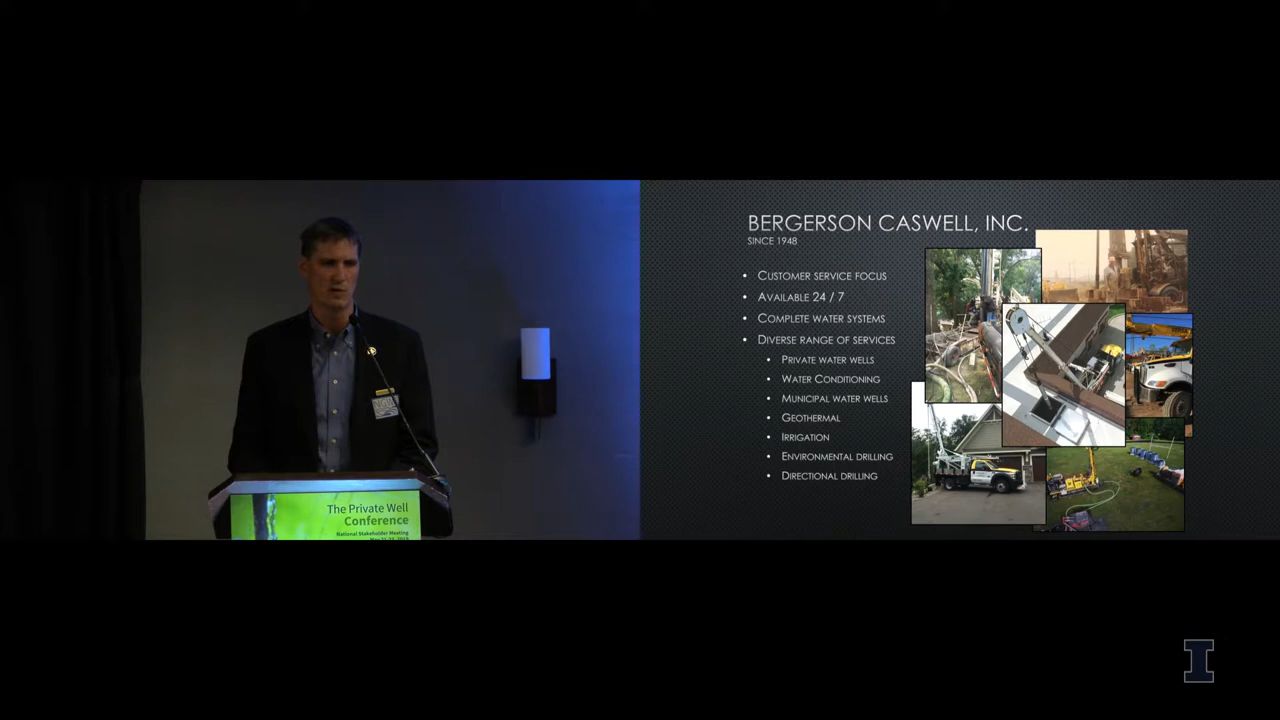 The Private Well
Conference
National Stakeholder Meeting
BERGERSON CASWELL, INC.
SINCE 1948
• CUSTOMER SERVICE FOCUS
• AVAILABLE 24 / 7
• COMPLETE WATER SYSTEMS
• DIVERSE RANGE OF SERVICES
• PRIVATE WATER WELLS
• WATER CONDITIONING
• MUNICIPAL WATER WELLS
• GEOTHERMAL
• IRRIGATION
• ENVIRONMENTAL DRILLING
• DIRECTIONAL DRILLING
I